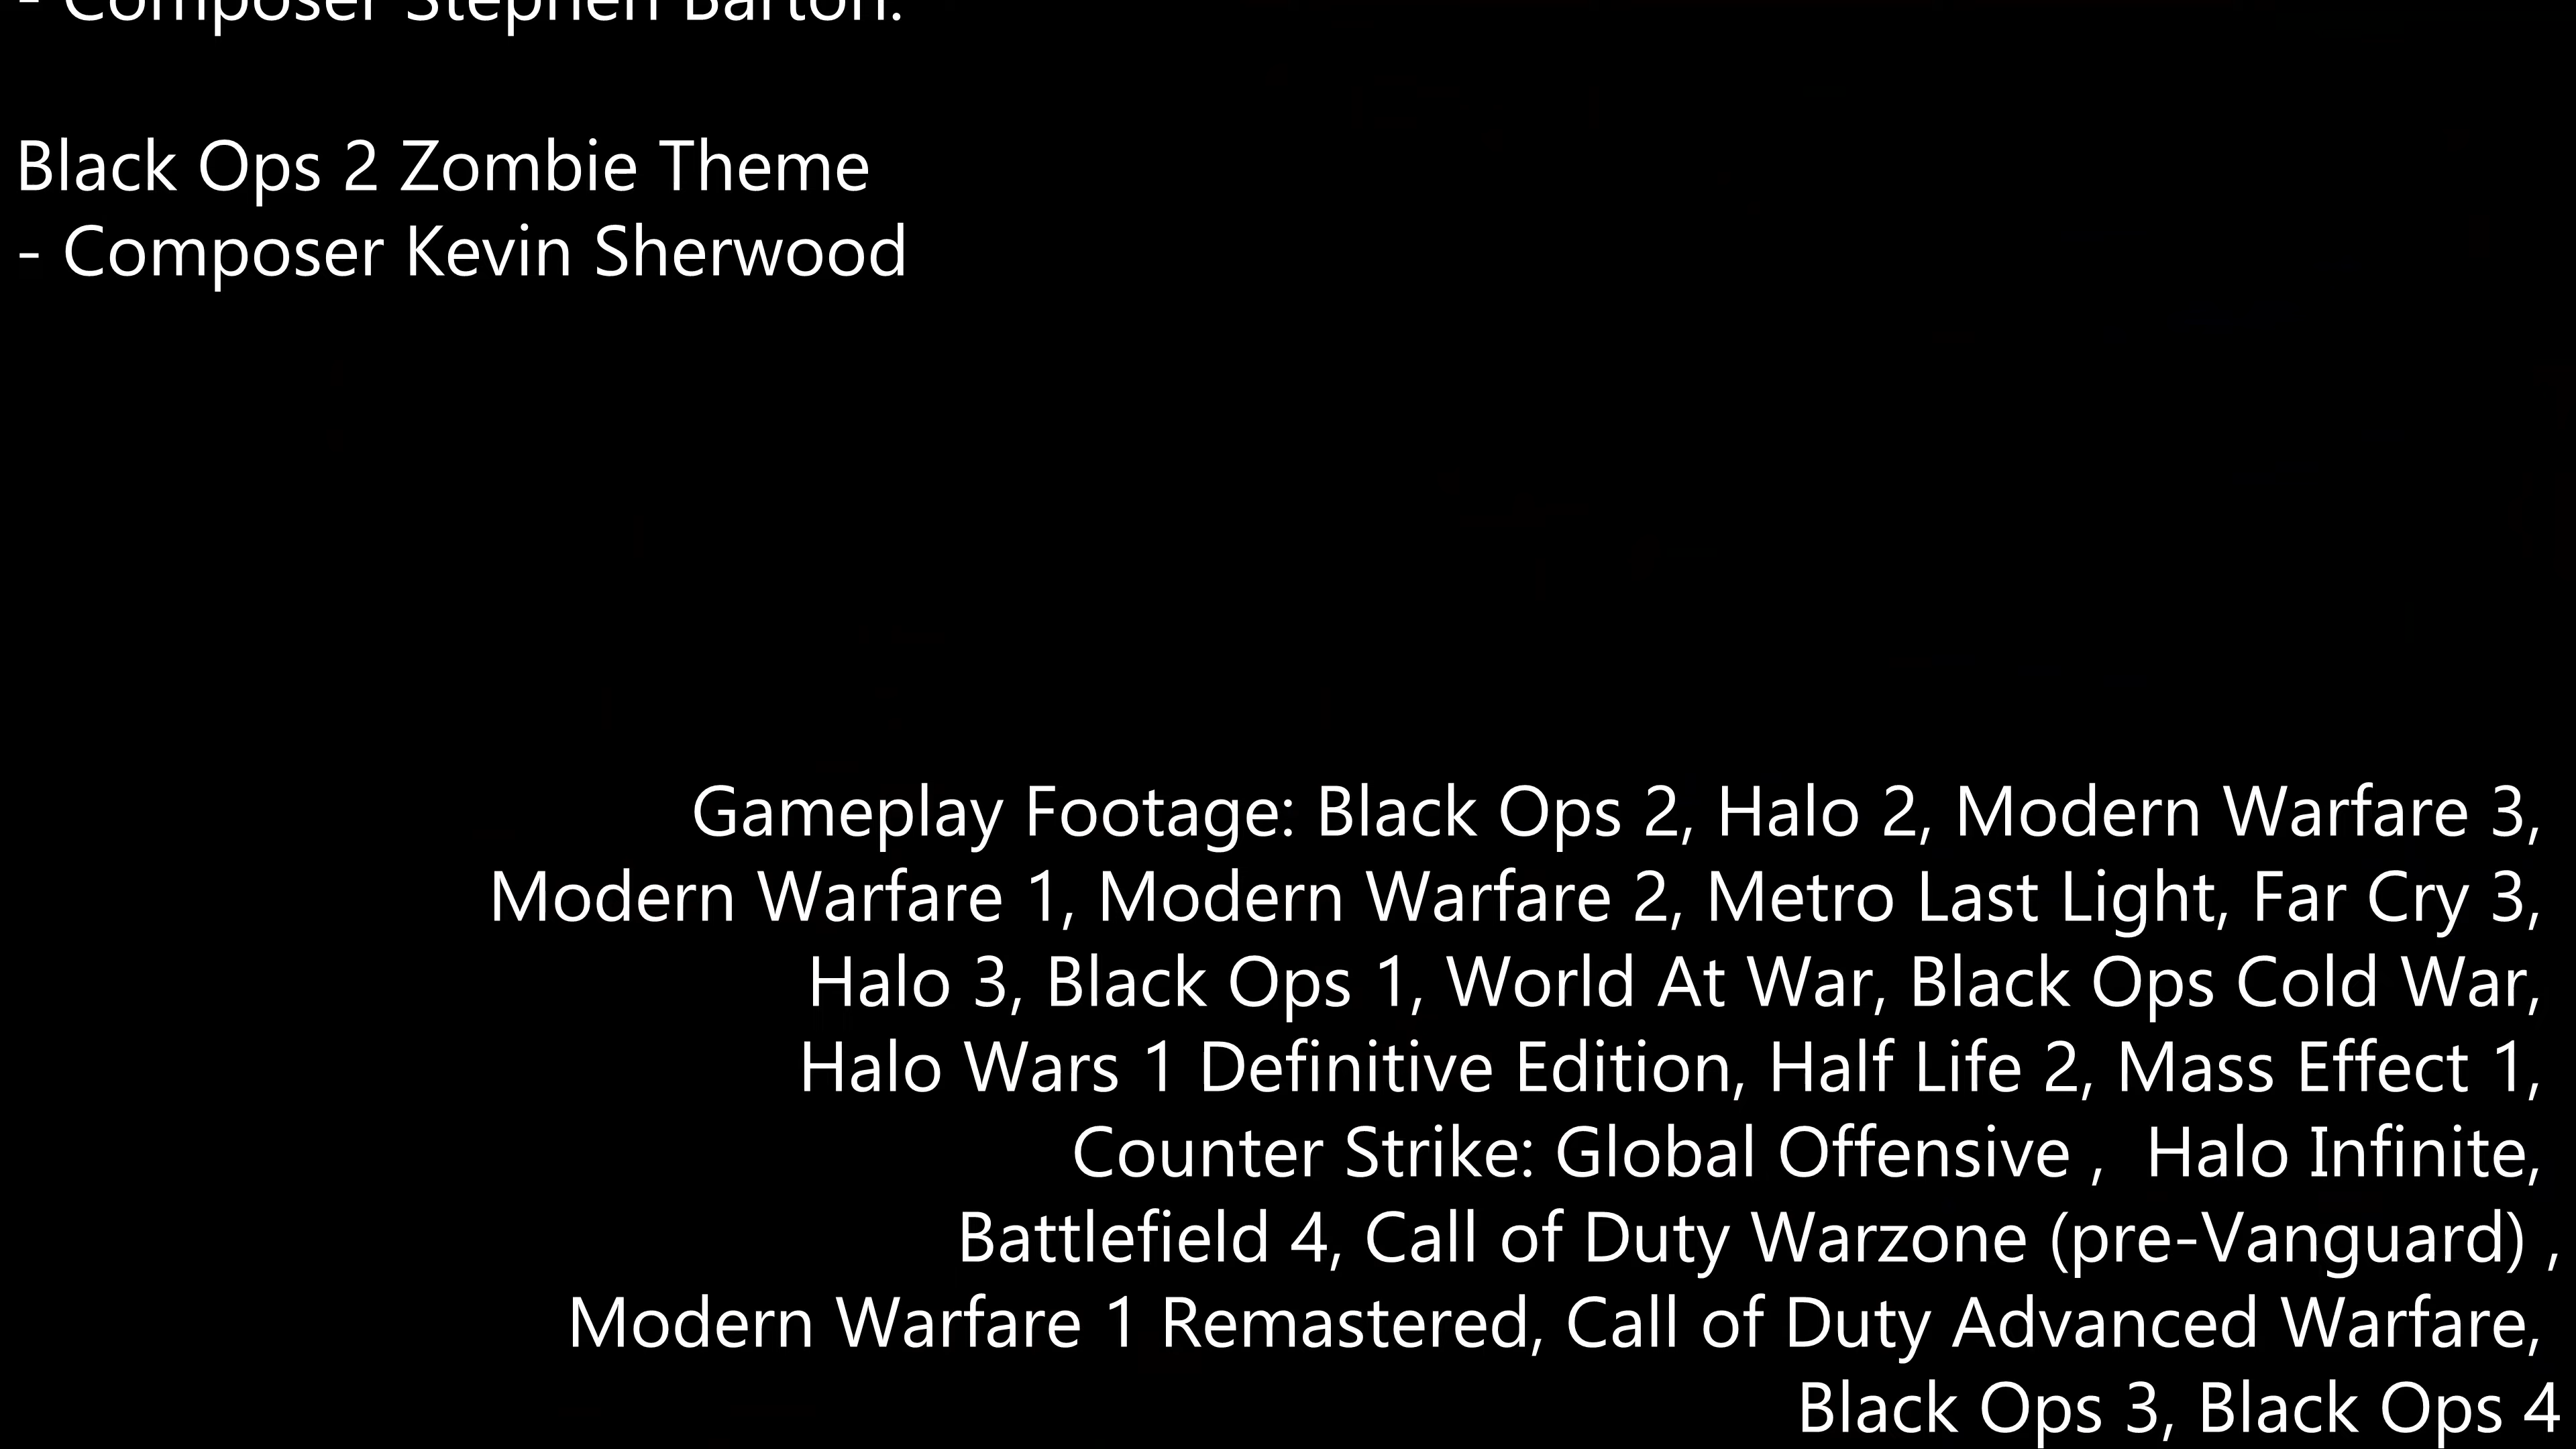 - Composer Stephen Barton.
Black Ops 2 Zombie Theme
- Composer Kevin Sherwood
Gameplay Footage: Black Ops 2, Halo 2, Modern Warfare 3,
Modern Warfare 1, Modern Warfare 2, Metro Last Light, Far Cry 3,
Halo 3, Black Ops 1, World At War, Black Ops Cold War,
Halo Wars 1 Definitive Edition, Half Life 2, Mass Effect 1,
Counter Strike: Global Offensive ,  Halo Infinite,
Battlefield 4, Call of Duty Warzone (pre-Vanguard) ,
Modern Warfare 1 Remastered, Call of Duty Advanced Warfare,
Black Ops 3, Black Ops 4